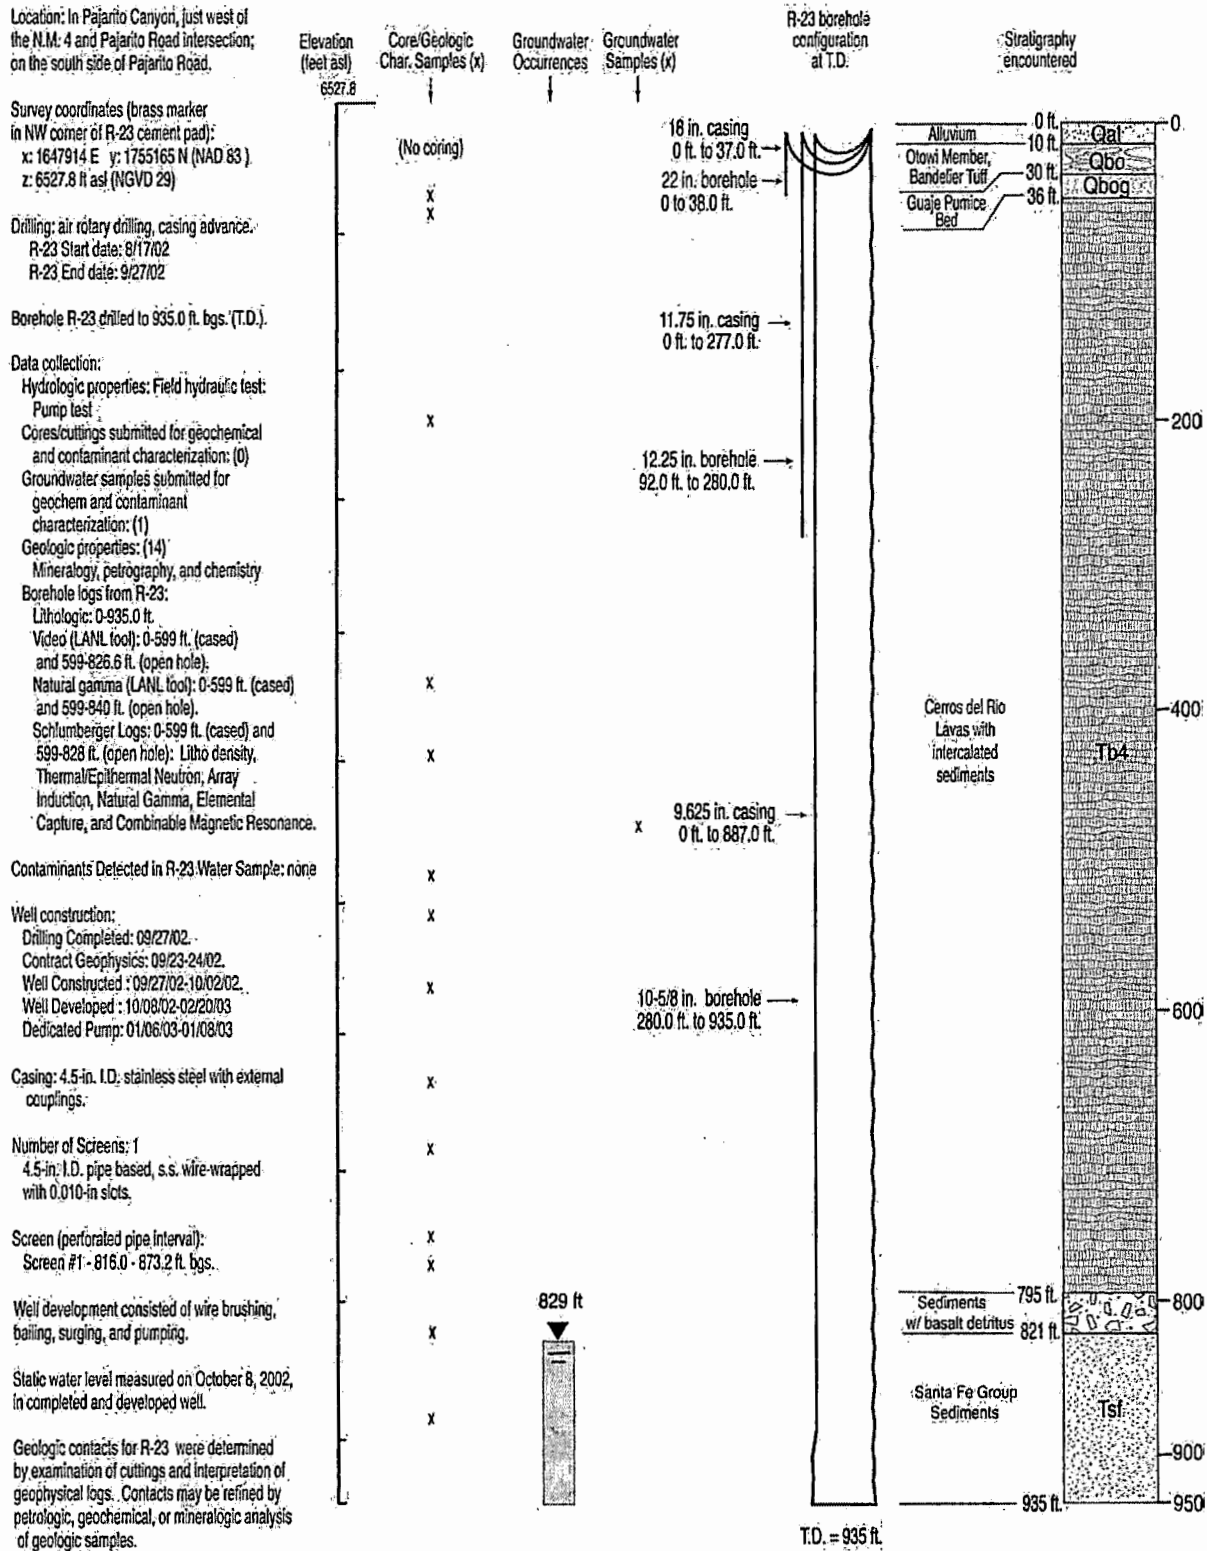 Location: In Pajarito Canyon, just west of
the N.M. 4 and Pajarito Road intersection;
on the south side of Pajarito Road.
Survey coordinates (brass marker
in NW corner of R-23 cement pad):
x: 1647914 E y: 1755165 N (NAD 83)
z: 6527.8 ft asl (NGVD 29)
Drilling: air rotary drilling, casing advance.
R-23 Start date: 8/17/02
R-23 End date: 9/27/02
Borehole R-23 drilled to 935.0 ft. bgs. (T.D.).
Data collection:
Hydrologic properties: Field hydraulic test:
Pump test
Cores/cuttings submitted for geochemical
and contaminant characterization: (0)
Groundwater samples submitted for
geochem and contaminant
characterization: (1)
Geologic properties: (14)
Mineralogy, petrography, and chemistry
Borehole logs from R-23:
Lithologic: 0-935.0 ft.
Video (LANL tool): 0-599 ft. (cased)
and 599-826.6 ft. (open hole).
Natural gamma (LANL tool): 0-599 ft. (cased)
and 599-840 ft. (open hole).
Schlumberger Logs: 0-599 ft. (cased) and
599-828 ft. (open hole): Litho density,
Thermal/Epithermal Neutron, Array
Induction, Natural Gamma, Elemental
Capture, and Combinable Magnetic Resonance.
Contaminants Detected in R-23 Water Sample: none
Well construction:
Drilling Completed: 09/27/02.
Contract Geophysics: 09/23-24/02.
Well Constructed : 09/27/02-10/02/02.
Well Developed : 10/08/02-02/20/03
Dedicated Pump: 01/06/03-01/08/03
Casing: 4.5-in. I.D. stainless steel with external
couplings.
Number of Screens: 1
4.5-in. I.D. pipe based, s.s. wire-wrapped
with 0.010-in slots.
Screen (perforated pipe interval):
Screen #1 - 816.0 - 873.2 ft. bgs.
Well development consisted of wire brushing,
bailing, surging, and pumping.
Static water level measured on October 8, 2002,
in completed and developed well.
Geologic contacts for R-23 were determined
by examination of cuttings and interpretation of
geophysical logs. Contacts may be refined by
petrologic, geochemical, or mineralogic analysis
of geologic samples.
Elevation
(feet asl)
6527.8
Core/Geologic
Char. Samples (x)
(No coring)
x
x
x
x
x
x
x
x
x
x
x
x
x
x
Groundwater
Occurrences
829 ft
Groundwater
Samples (x)
x
R-23 borehole
configuration
at T.D.
18 in. casing
0 ft. to 37.0 ft.
22 in. borehole
0 to 38.0 ft.
11.75 in. casing
0 ft. to 277.0 ft.
12.25 in. borehole
92.0 ft. to 280.0 ft.
9.625 in. casing
0 ft. to 887.0 ft.
10-5/8 in. borehole
280.0 ft. to 935.0 ft.
T.D. = 935 ft.
Stratigraphy
encountered
0 ft.
Alluvium
10 ft.
Otowi Member,
Bandelier Tuff
30 ft.
Guaje Pumice
Bed
36 ft.
Cerros del Rio
Lavas with
intercalated
sediments
795 ft.
Sediments
w/ basalt detritus
821 ft.
Santa Fe Group
Sediments
935 ft.
Qal
Qbo
Qbog
Tb4
Tsf
0
200
400
600
800
900
950